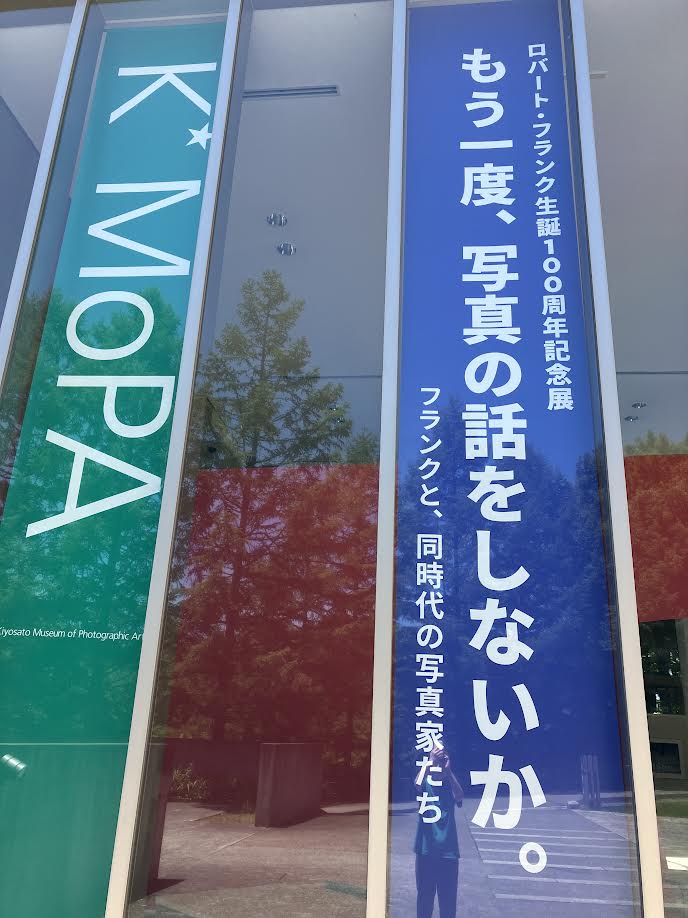 K★MoPA
Kiyosato Museum of Photographic Art
ロバート・フランク生誕100周年記念展
もう一度、写真の話をしないか。
フランクと、同時代の写真家たち